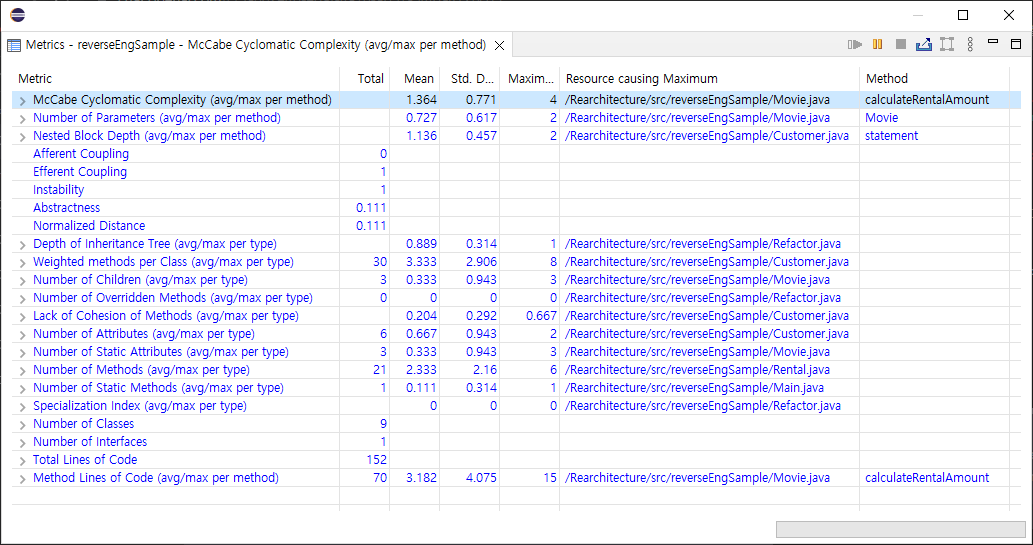 Metrics - reverseEngSample - McCabe Cyclomatic Complexity (avg/max per method)
Metric Total Mean Std. D... Maxim... Resource causing Maximum Method
McCabe Cyclomatic Complexity (avg/max per method) 1.364 0.771 4 /Rearchitecture/src/reverseEngSample/Movie.java calculateRentalAmount
Number of Parameters (avg/max per method) 0.727 0.617 2 /Rearchitecture/src/reverseEngSample/Movie.java Movie
Nested Block Depth (avg/max per method) 1.136 0.457 2 /Rearchitecture/src/reverseEngSample/Customer.java statement
Afferent Coupling 0
Efferent Coupling 1
Instability 1
Abstractness 0.111
Normalized Distance 0.111
Depth of Inheritance Tree (avg/max per type) 0.889 0.314 1 /Rearchitecture/src/reverseEngSample/Refactor.java
Weighted methods per Class (avg/max per type) 30 3.333 2.906 8 /Rearchitecture/src/reverseEngSample/Customer.java
Number of Children (avg/max per type) 3 0.333 0.943 3 /Rearchitecture/src/reverseEngSample/Movie.java
Number of Overridden Methods (avg/max per type) 0 0 0 0 /Rearchitecture/src/reverseEngSample/Refactor.java
Lack of Cohesion of Methods (avg/max per type) 0.204 0.292 0.667 /Rearchitecture/src/reverseEngSample/Customer.java
Number of Attributes (avg/max per type) 6 0.667 0.943 2 /Rearchitecture/src/reverseEngSample/Customer.java
Number of Static Attributes (avg/max per type) 3 0.333 0.943 3 /Rearchitecture/src/reverseEngSample/Movie.java
Number of Methods (avg/max per type) 21 2.333 2.16 6 /Rearchitecture/src/reverseEngSample/Rental.java
Number of Static Methods (avg/max per type) 1 0.111 0.314 1 /Rearchitecture/src/reverseEngSample/Main.java
Specialization Index (avg/max per type) 0 0 0 /Rearchitecture/src/reverseEngSample/Refactor.java
Number of Classes 9
Number of Interfaces 1
Total Lines of Code 152
Method Lines of Code (avg/max per method) 70 3.182 4.075 15 /Rearchitecture/src/reverseEngSample/Movie.java calculateRentalAmount